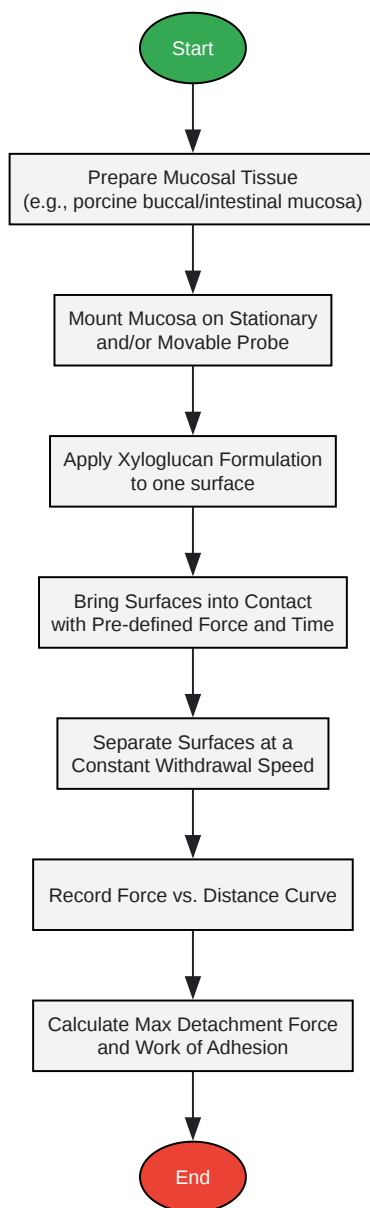 Start
Prepare Mucosal Tissue
(e.g., porcine buccal/intestinal mucosa)
Mount Mucosa on Stationary
and/or Movable Probe
Apply Xyloglucan Formulation
to one surface
Bring Surfaces into Contact
with Pre-defined Force and Time
Separate Surfaces at a
Constant Withdrawal Speed
Record Force vs. Distance Curve
Calculate Max Detachment Force
and Work of Adhesion
End